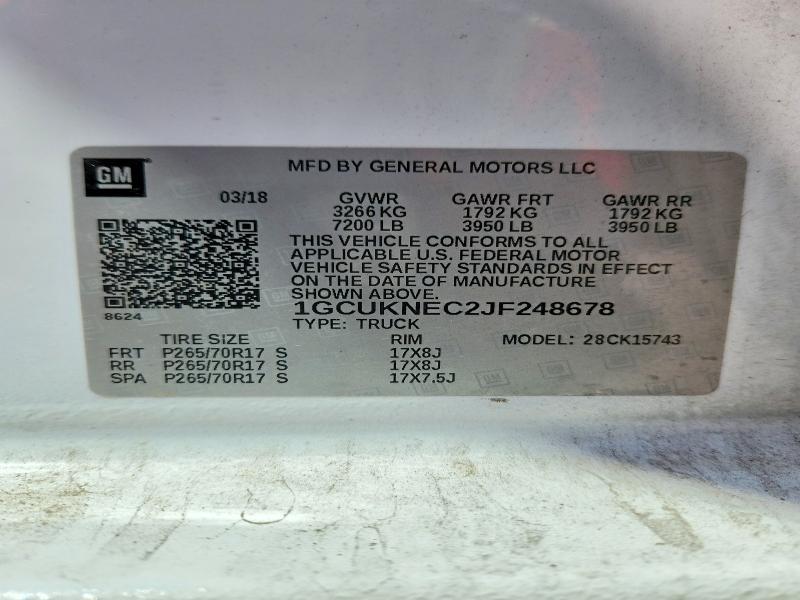 GM
MFD BY GENERAL MOTORS LLC
03/18 GVWR GAWR FRT GAWR RR
3266 KG 1792 KG 1792 KG
7200 LB 3950 LB 3950 LB
THIS VEHICLE CONFORMS TO ALL
APPLICABLE U.S. FEDERAL MOTOR
VEHICLE SAFETY STANDARDS IN EFFECT
ON THE DATE OF MANUFACTURE
SHOWN ABOVE.
8624
1GCUKNEC2JF248678
TYPE: TRUCK
TIRE SIZE RIM MODEL: 28CK15743
FRT P265/70R17 S 17X8J
RR P265/70R17 S 17X8J
SPA P265/70R17 S 17X7.5J